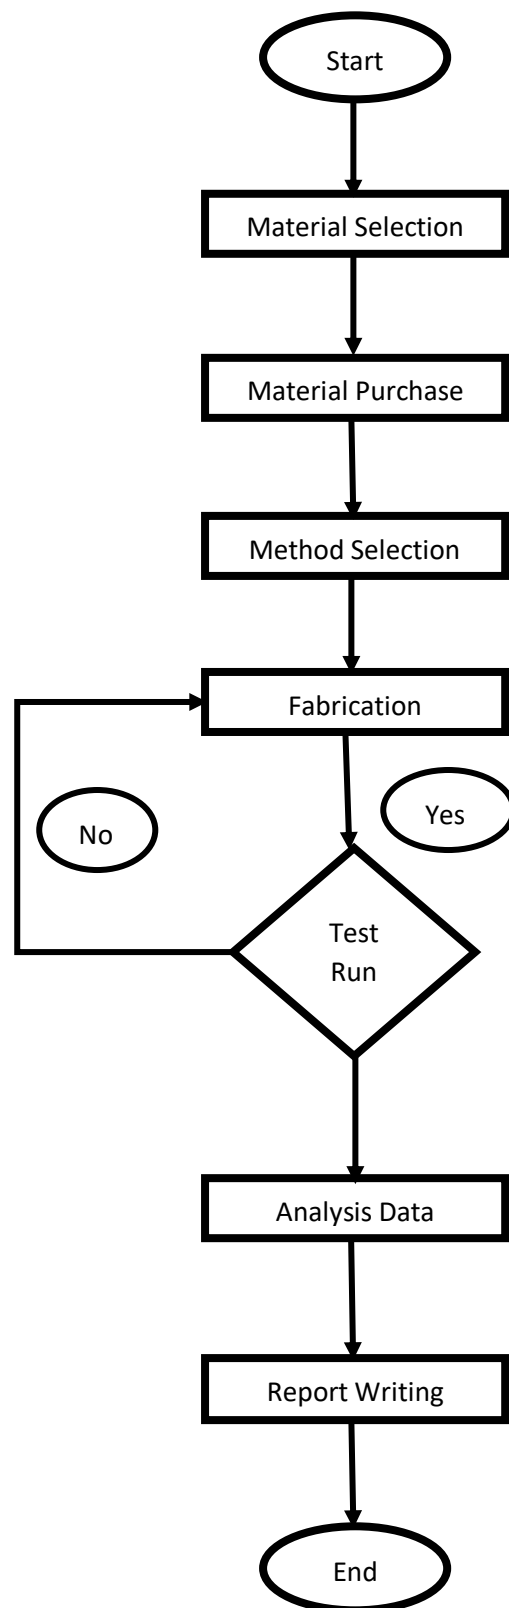 Start
Material Selection
Material Purchase
Method Selection
Fabrication
No
Yes
Test
Run
Analysis Data
Report Writing
End